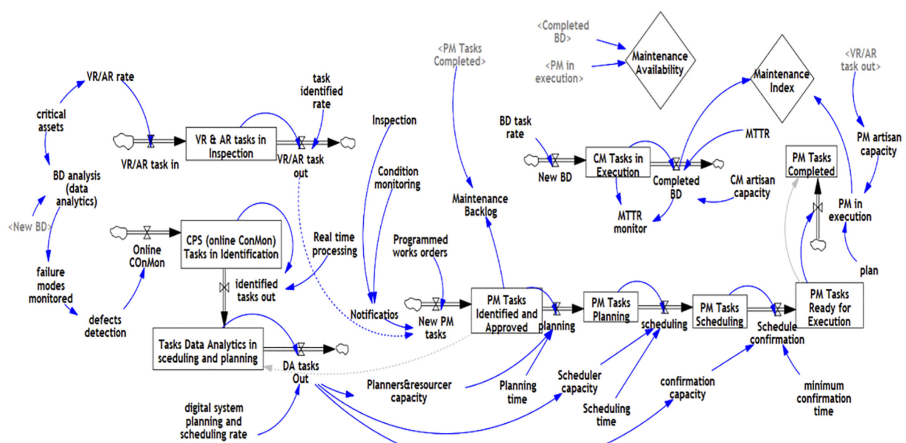 <Completed
BD>
<PM in
execution>
Maintenance
Availability
Maintenance
Index
<VR/AR
task out>
<PM Tasks
Completed>
VR/AR rate
critical
assets
VR/AR task in
VR & AR tasks in
Inspection
task
identified
rate
VR/AR task
out
Inspection
BD task
rate
New BD
CM Tasks in
Execution
Completed
BD
MTTR
CM artisan
capacity
MTTR
monitor
PM artisan
capacity
PM Tasks
Completed
PM in
execution
plan
BD analysis
(data
analytics)
<New BD>
failure
modes
monitored
defects
detection
Online
COnMon
CPS (online ConMon)
Tasks in Identification
identified
tasks out
Real time
processing
Condition
monitoring
Maintenance
Backlog
Programmed
works orders
Notificatios
New PM
tasks
PM Tasks
Identified and
Approved
planning
PM Tasks
Planning
scheduling
PM Tasks
Scheduling
Schedule
confirmation
PM Tasks
Ready for
Execution
Tasks Data Analytics in
sceduling and planning
DA tasks
Out
digital system
planning and
scheduling rate
Planners&resourcer
capacity
Planning
time
Scheduler
capacity
Scheduling
time
confirmation
capacity
minimum
confirmation
time